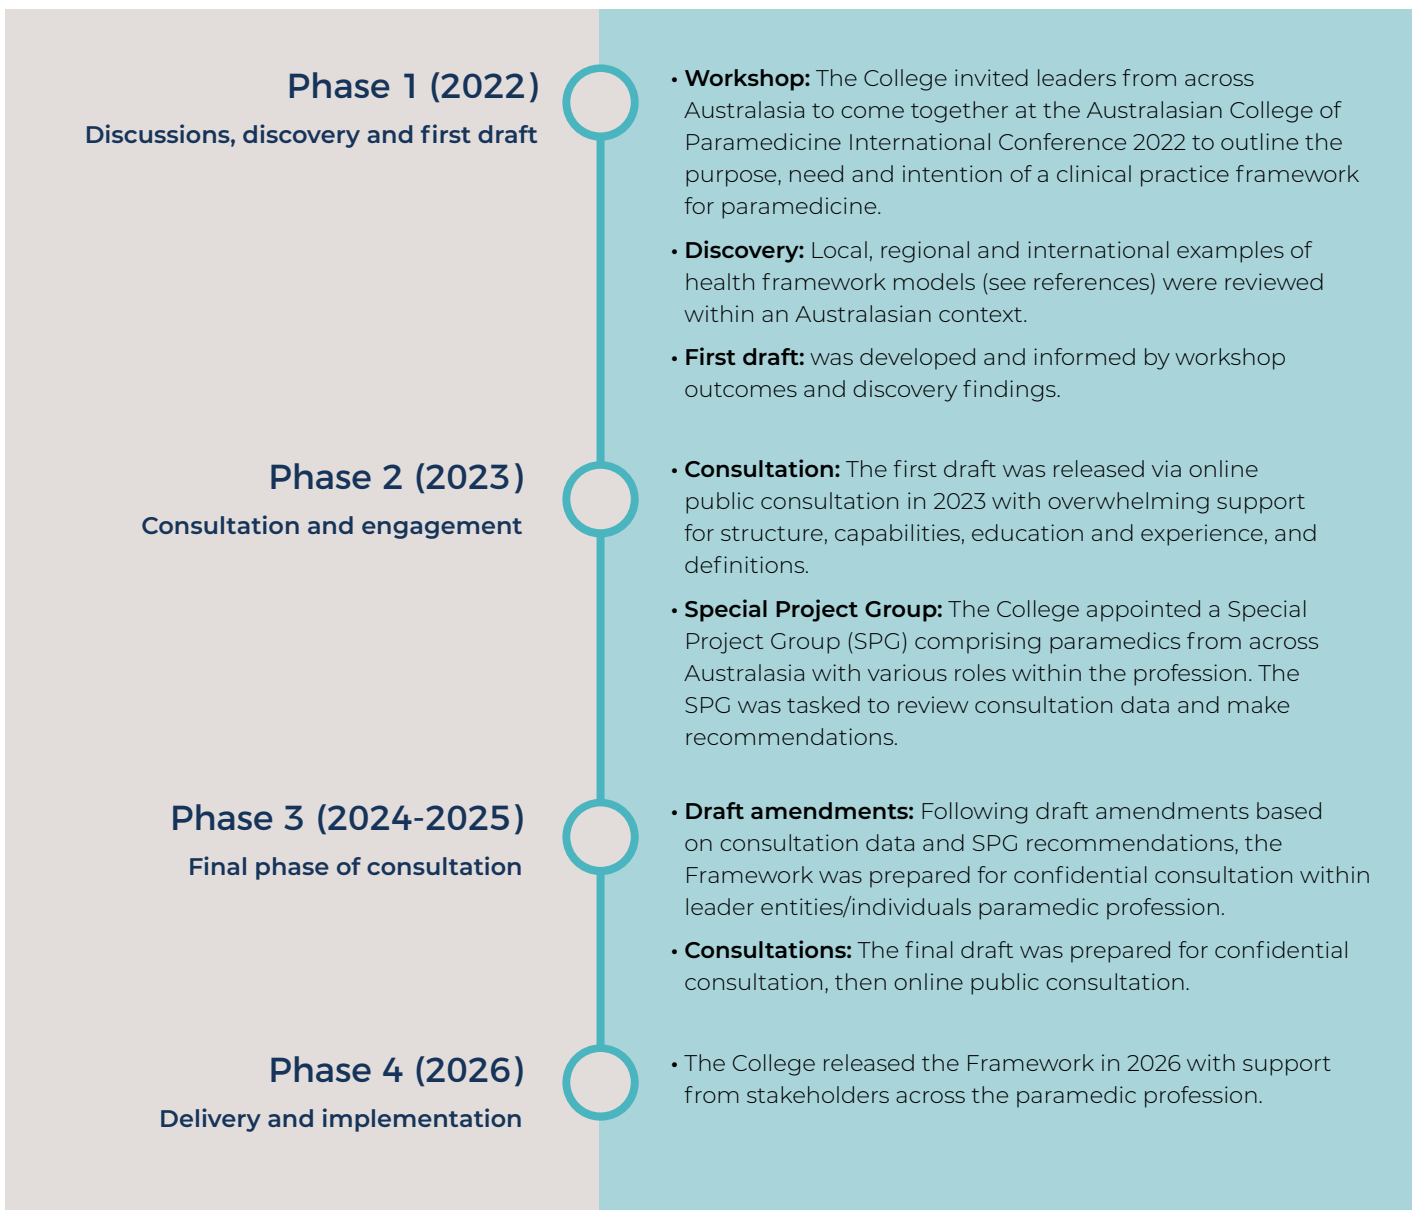 Phase 1 (2022)
Discussions, discovery and first draft
• Workshop: The College invited leaders from across
Australasia to come together at the Australasian College of
Paramedicine International Conference 2022 to outline the
purpose, need and intention of a clinical practice framework
for paramedicine.
• Discovery: Local, regional and international examples of
health framework models (see references) were reviewed
within an Australasian context.
• First draft: was developed and informed by workshop
outcomes and discovery findings.
Phase 2 (2023)
Consultation and engagement
• Consultation: The first draft was released via online
public consultation in 2023 with overwhelming support
for structure, capabilities, education and experience, and
definitions.
• Special Project Group: The College appointed a Special
Project Group (SPG) comprising paramedics from across
Australasia with various roles within the profession. The
SPG was tasked to review consultation data and make
recommendations.
Phase 3 (2024-2025)
Final phase of consultation
• Draft amendments: Following draft amendments based
on consultation data and SPG recommendations, the
Framework was prepared for confidential consultation within
leader entities/individuals paramedic profession.
• Consultations: The final draft was prepared for confidential
consultation, then online public consultation.
Phase 4 (2026)
Delivery and implementation
• The College released the Framework in 2026 with support
from stakeholders across the paramedic profession.